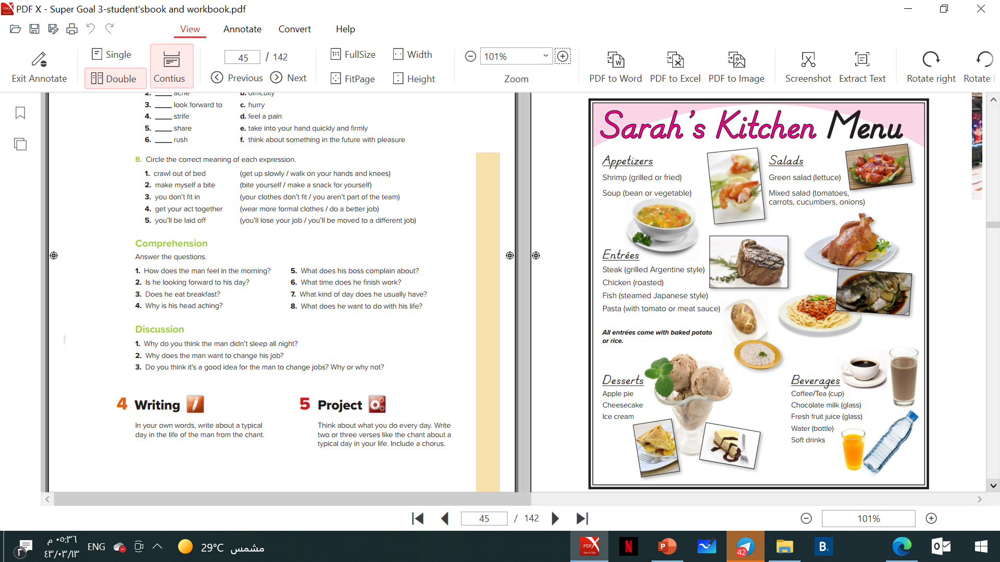 PDF X - Super Goal 3-student'sbook and workbook.pdf
View Annotate Convert Help
Exit Annotate
Single
Double
Contius
45 / 142
Previous Next
FullSize
FitPage
Width
Height
101%
Zoom
PDF to Word
PDF to Excel
PDF to Image
Screenshot
Extract Text
Rotate right
Rotate
2. ____ ache b. difficulty
3. ____ look forward to c. hurry
4. ____ strife d. feel a pain
5. ____ share e. take into your hand quickly and firmly
6. ____ rush f. think about something in the future with pleasure
B. Circle the correct meaning of each expression.
1. crawl out of bed (get up slowly / walk on your hands and knees)
2. make myself a bite (bite yourself / make a snack for yourself)
3. you don't fit in (your clothes don't fit / you aren't part of the team)
4. get your act together (wear more formal clothes / do a better job)
5. you'll be laid off (you'll lose your job / you'll be moved to a different job)
Comprehension
Answer the questions.
1. How does the man feel in the morning?
2. Is he looking forward to his day?
3. Does he eat breakfast?
4. Why is his head aching?
5. What does his boss complain about?
6. What time does he finish work?
7. What kind of day does he usually have?
8. What does he want to do with his life?
Discussion
1. Why do you think the man didn't sleep all night?
2. Why does the man want to change his job?
3. Do you think it's a good idea for the man to change jobs? Why or why not?
4 Writing
In your own words, write about a typical
day in the life of the man from the chant.
5 Project
Think about what you do every day. Write
two or three verses like the chant about a
typical day in your life. Include a chorus.
Sarah's Kitchen Menu
Appetizers
Shrimp (grilled or fried)
Soup (bean or vegetable)
Salads
Green salad (lettuce)
Mixed salad (tomatoes,
carrots, cucumbers, onions)
Entrées
Steak (grilled Argentine style)
Chicken (roasted)
Fish (steamed Japanese style)
Pasta (with tomato or meat sauce)
All entrées come with baked potato
or rice.
Desserts
Apple pie
Cheesecake
Ice cream
Beverages
Coffee/Tea (cup)
Chocolate milk (glass)
Fresh fruit juice (glass)
Water (bottle)
Soft drinks
45 / 142
101%
٠٥:٣٦ م
٤٣/٠٣/١٣
٣
ENG
29°C مشمس
PDF X
View & Edit
N
P
42
B.
O